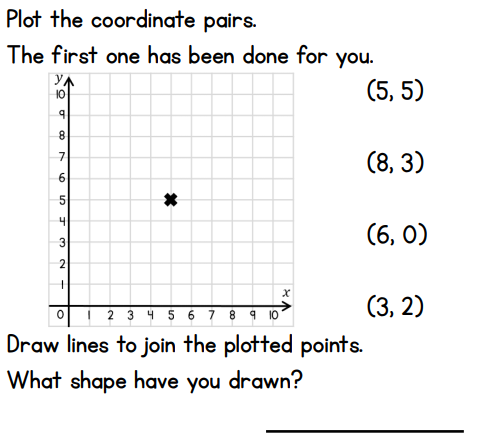 Plot the coordinate pairs.
The first one has been done for you.
y
10
9
8
7
6
5
4
3
2
1
0 1 2 3 4 5 6 7 8 9 10
x
(5, 5)
(8, 3)
(6, 0)
(3, 2)
Draw lines to join the plotted points.
What shape have you drawn?